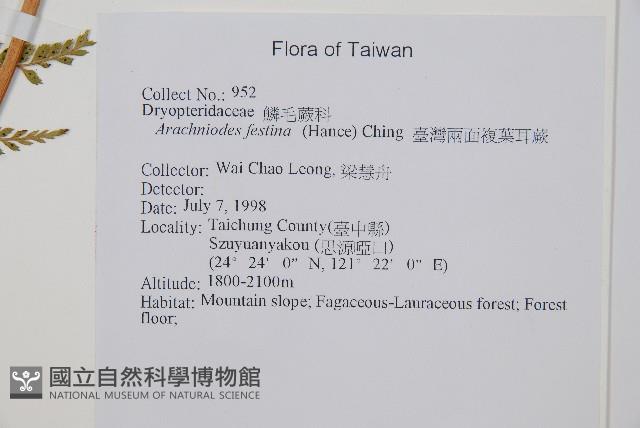 Flora of Taiwan
Collect No.: 952
Dryopteridaceae 鱗毛蕨科
Arachniodes festina (Hance) Ching 臺灣兩面複葉耳蕨
Collector: Wai Chao Leong, 梁慧舟
Detector:
Date: July 7, 1998
Locality: Taichung County(臺中縣)
Szuyuanyakou (思源啞口)
(24° 24' 0" N, 121° 22' 0" E)
Altitude: 1800-2100m
Habitat: Mountain slope; Fagaceous-Lauraceous forest; Forest
floor;
國立自然科學博物館
NATIONAL MUSEUM OF NATURAL SCIENCE